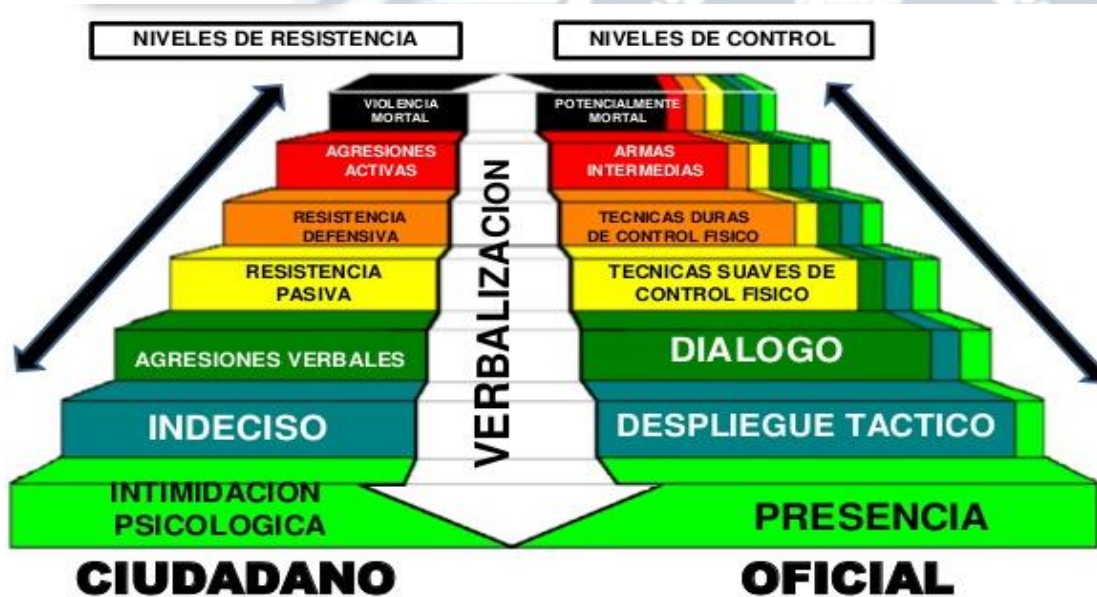 NIVELES DE RESISTENCIA
NIVELES DE CONTROL
VIOLENCIA
MORTAL
POTENCIALMENTE
MORTAL
AGRESIONES
ACTIVAS
ARMAS
INTERMEDIAS
RESISTENCIA
DEFENSIVA
TECNICAS DURAS
DE CONTROL FISICO
RESISTENCIA
PASIVA
TECNICAS SUAVES DE
CONTROL FISICO
AGRESIONES VERBALES
DIALOGO
INDECISO
DESPLIEGUE TACTICO
INTIMIDACION
PSICOLOGICA
PRESENCIA
VERBALIZACION
CIUDADANO
OFICIAL